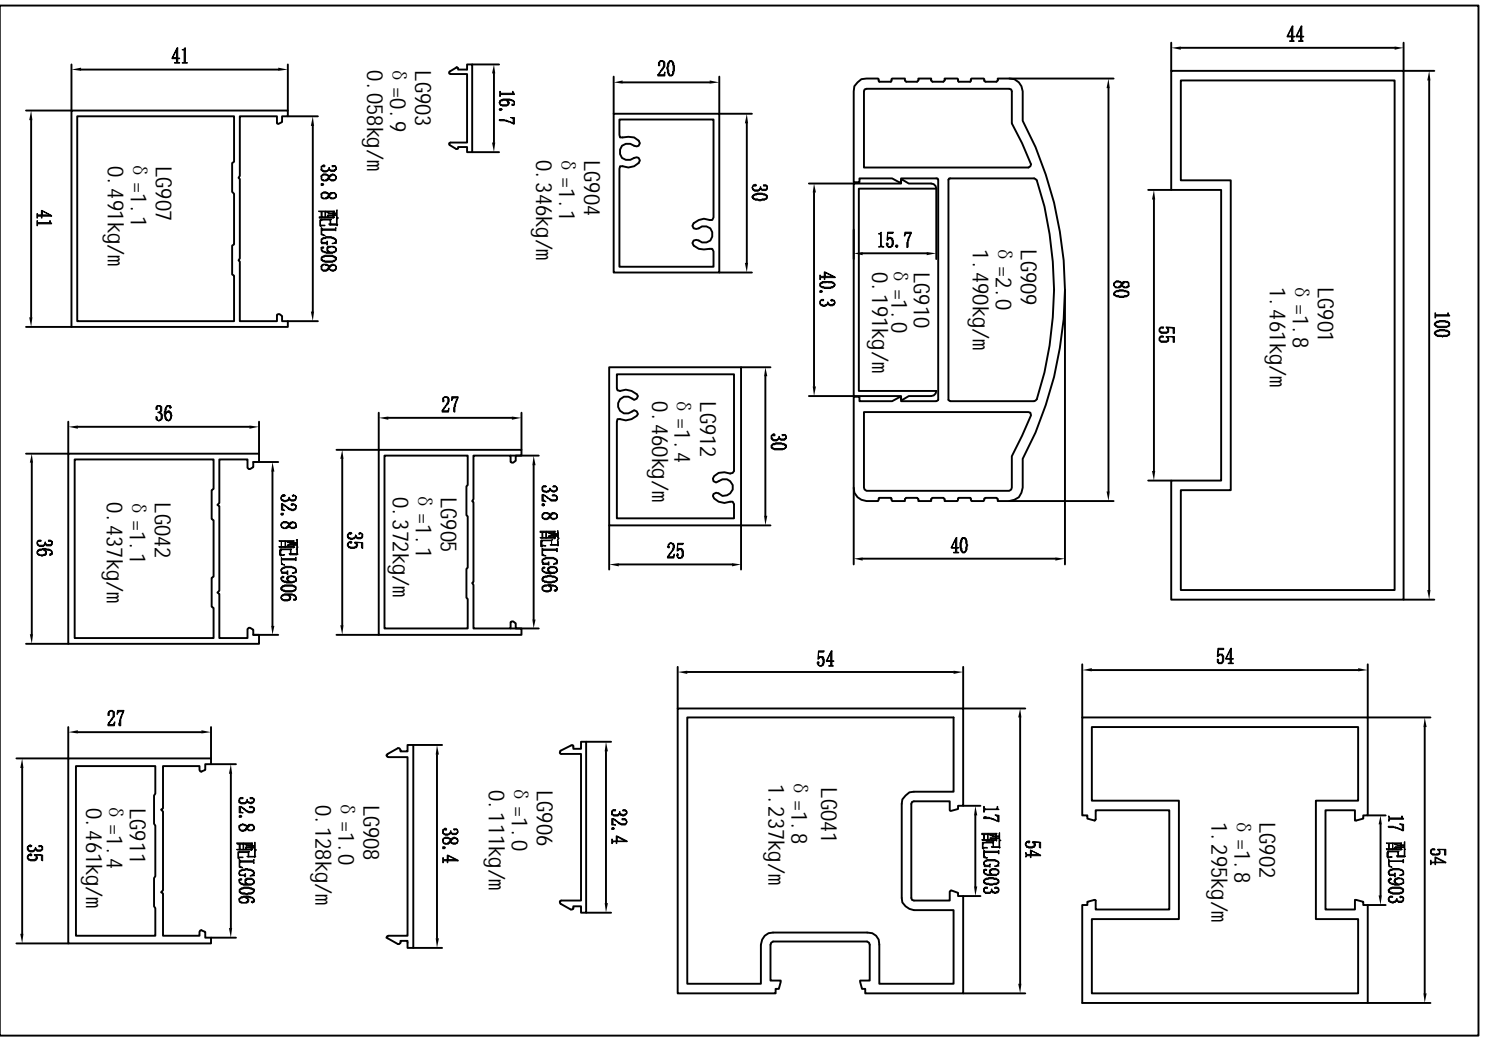 44
100
LG901
δ=1.8
1.461kg/m
55
80
LG909
δ=2.0
1.490kg/m
LG910
δ=1.0
0.191kg/m
15.7
40.3
40
20
30
LG904
δ=1.1
0.346kg/m
16.7
LG903
δ=0.9
0.058kg/m
41
38.8 配LG908
LG907
δ=1.1
0.491kg/m
41
30
LG912
δ=1.4
0.460kg/m
25
27
32.8 配LG906
LG905
δ=1.1
0.372kg/m
35
36
32.8 配LG906
LG042
δ=1.1
0.437kg/m
36
54
54
17 配LG903
LG902
δ=1.8
1.295kg/m
54
54
17 配LG903
LG041
δ=1.8
1.237kg/m
32.4
LG906
δ=1.0
0.111kg/m
38.4
LG908
δ=1.0
0.128kg/m
27
32.8 配LG906
LG911
δ=1.4
0.461kg/m
35